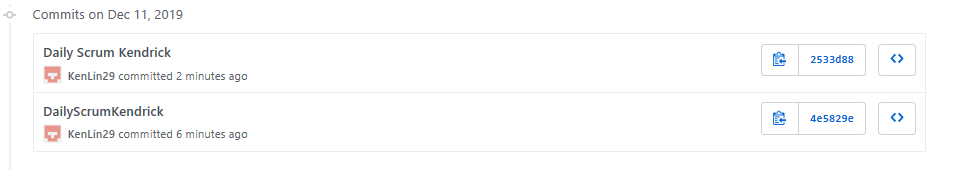 Commits on Dec 11, 2019
Daily Scrum Kendrick
KenLin29 committed 2 minutes ago
2533d88
DailyScrumKendrick
KenLin29 committed 6 minutes ago
4e5829e